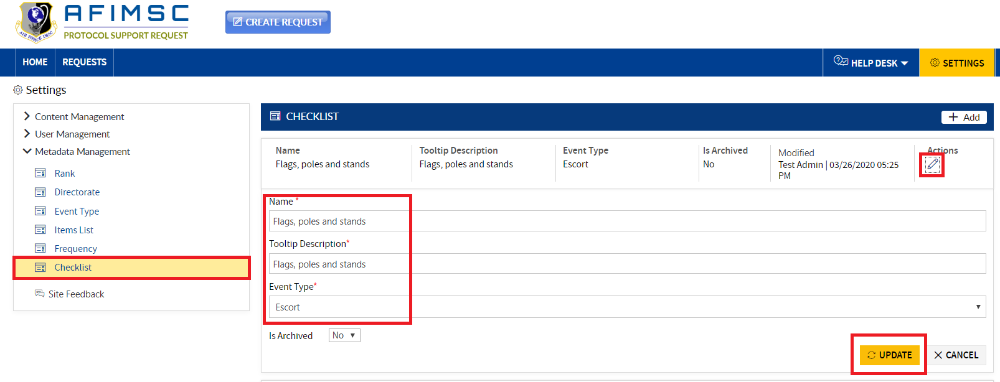 AFIMSC
PROTOCOL SUPPORT REQUEST
AIR FORCE IMSC
CREATE REQUEST
HOME
REQUESTS
HELP DESK
SETTINGS
Settings
Content Management
User Management
Metadata Management
Rank
Directorate
Event Type
Items List
Frequency
Checklist
Site Feedback
CHECKLIST
+ Add
Name
Flags, poles and stands
Tooltip Description
Flags, poles and stands
Event Type
Escort
Is Archived
No
Modified
Test Admin | 03/26/2020 05:25
PM
Actions
Name *
Flags, poles and stands
Tooltip Description*
Flags, poles and stands
Event Type*
Escort
Is Archived
No
UPDATE
CANCEL